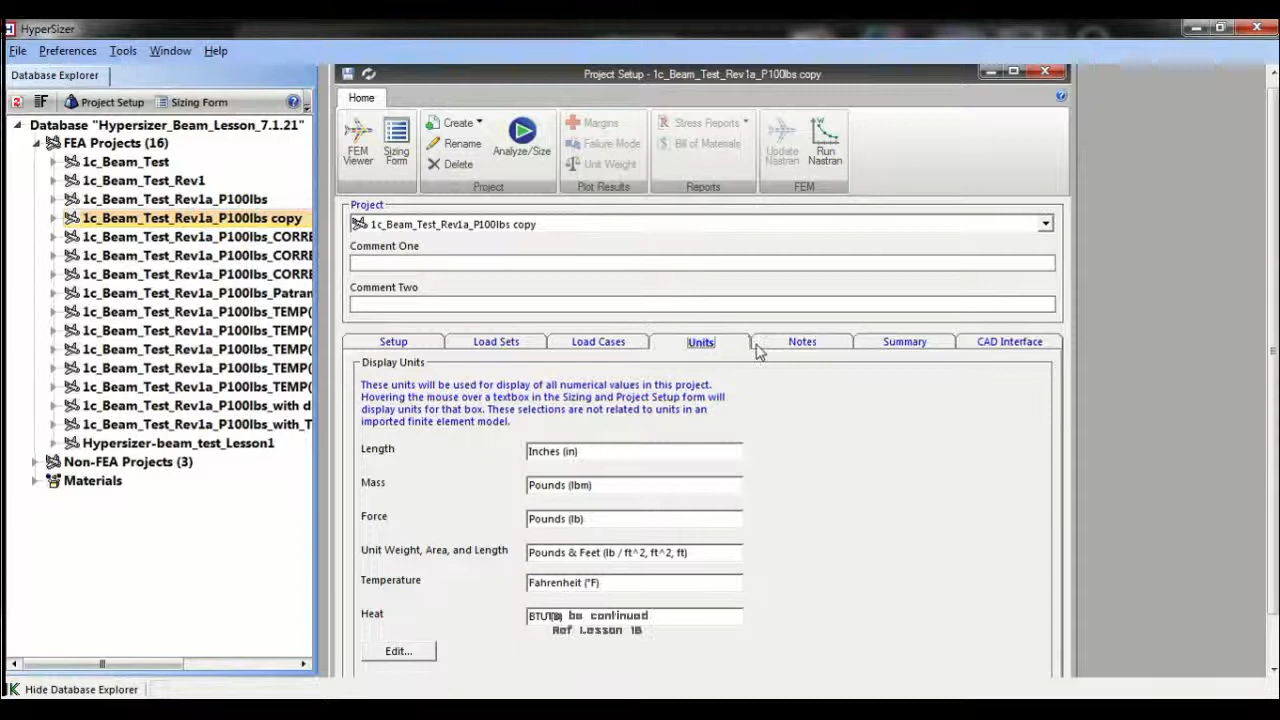 HyperSizer
File Preferences Tools Window Help
Database Explorer
Project Setup Sizing Form
Database "Hypersizer_Beam_Lesson_7.1.21"
FEA Projects (16)
1c_Beam_Test
1c_Beam_Test_Rev1
1c_Beam_Test_Rev1a_P100lbs
1c_Beam_Test_Rev1a_P100lbs copy
1c_Beam_Test_Rev1a_P100lbs_CORRE
1c_Beam_Test_Rev1a_P100lbs_CORRE
1c_Beam_Test_Rev1a_P100lbs_CORRE
1c_Beam_Test_Rev1a_P100lbs_Patran
1c_Beam_Test_Rev1a_P100lbs_TEMP(
1c_Beam_Test_Rev1a_P100lbs_TEMP(
1c_Beam_Test_Rev1a_P100lbs_TEMP(
1c_Beam_Test_Rev1a_P100lbs_TEMP(
1c_Beam_Test_Rev1a_P100lbs_TEMP(
1c_Beam_Test_Rev1a_P100lbs_with d
1c_Beam_Test_Rev1a_P100lbs_with_T
Hypersizer-beam_test_Lesson1
Non-FEA Projects (3)
Materials
Hide Database Explorer
Project Setup - 1c_Beam_Test_Rev1a_P100lbs copy
Home
FEM Viewer
Sizing Form
Create
Rename
Delete
Analyze/Size
Project
Margins
Failure Mode
Unit Weight
Plot Results
Stress Reports
Bill of Materials
Reports
Update Nastran
Run Nastran
FEM
Project
1c_Beam_Test_Rev1a_P100lbs copy
Comment One
Comment Two
Setup Load Sets Load Cases Units Notes Summary CAD Interface
Display Units
These units will be used for display of all numerical values in this project.
Hovering the mouse over a textbox in the Sizing and Project Setup form will
display units for that box. These selections are not related to units in an
imported finite element model.
Length Inches (in)
Mass Pounds (lbm)
Force Pounds (lb)
Unit Weight, Area, and Length Pounds & Feet (lb / ft^2, ft^2, ft)
Temperature Fahrenheit (°F)
Heat
be continued
Ref Lesson 1B
Edit...